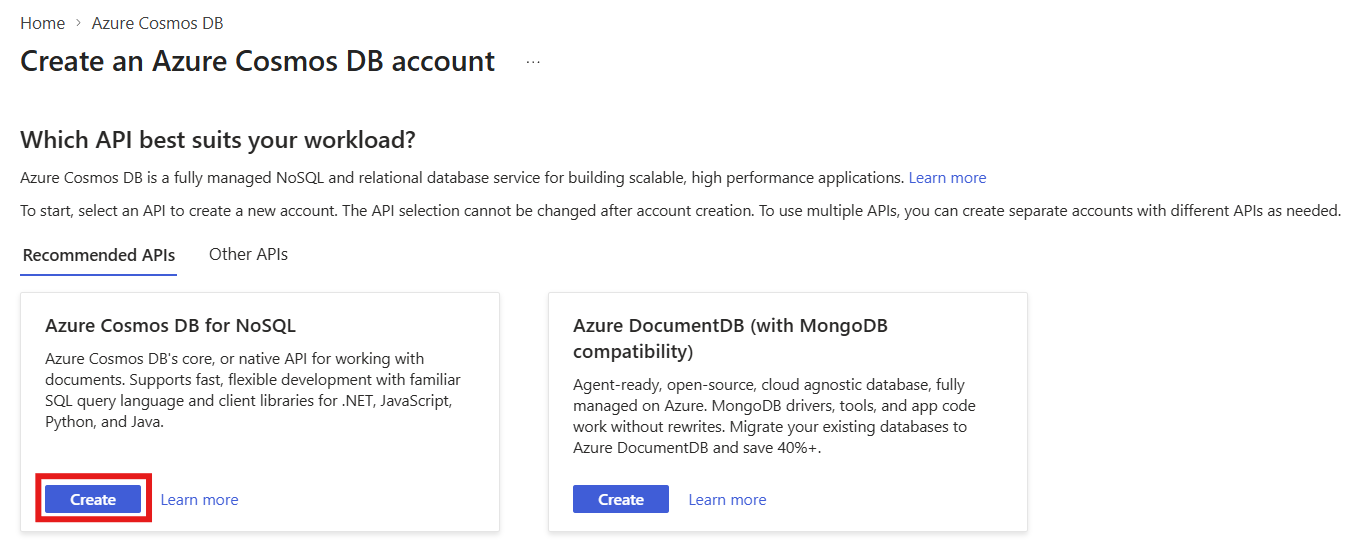 Home > Azure Cosmos DB
Create an Azure Cosmos DB account ...
Which API best suits your workload?
Azure Cosmos DB is a fully managed NoSQL and relational database service for building scalable, high performance applications. Learn more
To start, select an API to create a new account. The API selection cannot be changed after account creation. To use multiple APIs, you can create separate accounts with different APIs as needed.
Recommended APIs Other APIs
Azure Cosmos DB for NoSQL
Azure Cosmos DB's core, or native API for working with
documents. Supports fast, flexible development with familiar
SQL query language and client libraries for .NET, JavaScript,
Python, and Java.
Create Learn more
Azure DocumentDB (with MongoDB
compatibility)
Agent-ready, open-source, cloud agnostic database, fully
managed on Azure. MongoDB drivers, tools, and app code
work without rewrites. Migrate your existing databases to
Azure DocumentDB and save 40%+.
Create Learn more